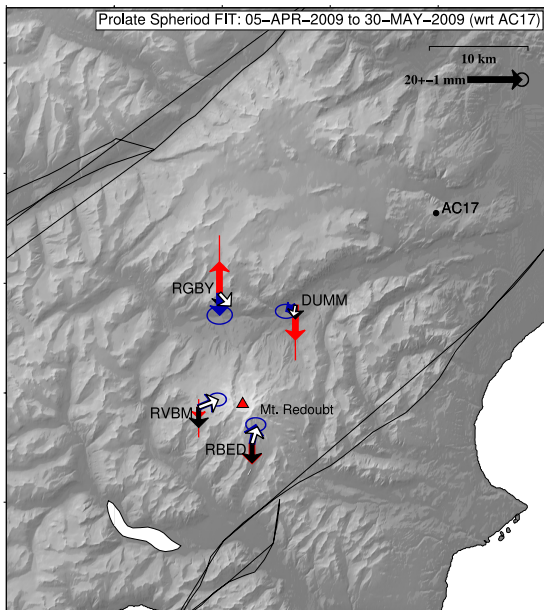 Prolate Spheriod FIT: 05-APR-2009 to 30-MAY-2009 (wrt AC17)
10 km
20+-1 mm
AC17
RGBY
DUMM
RVBM
Mt. Redoubt
RBED